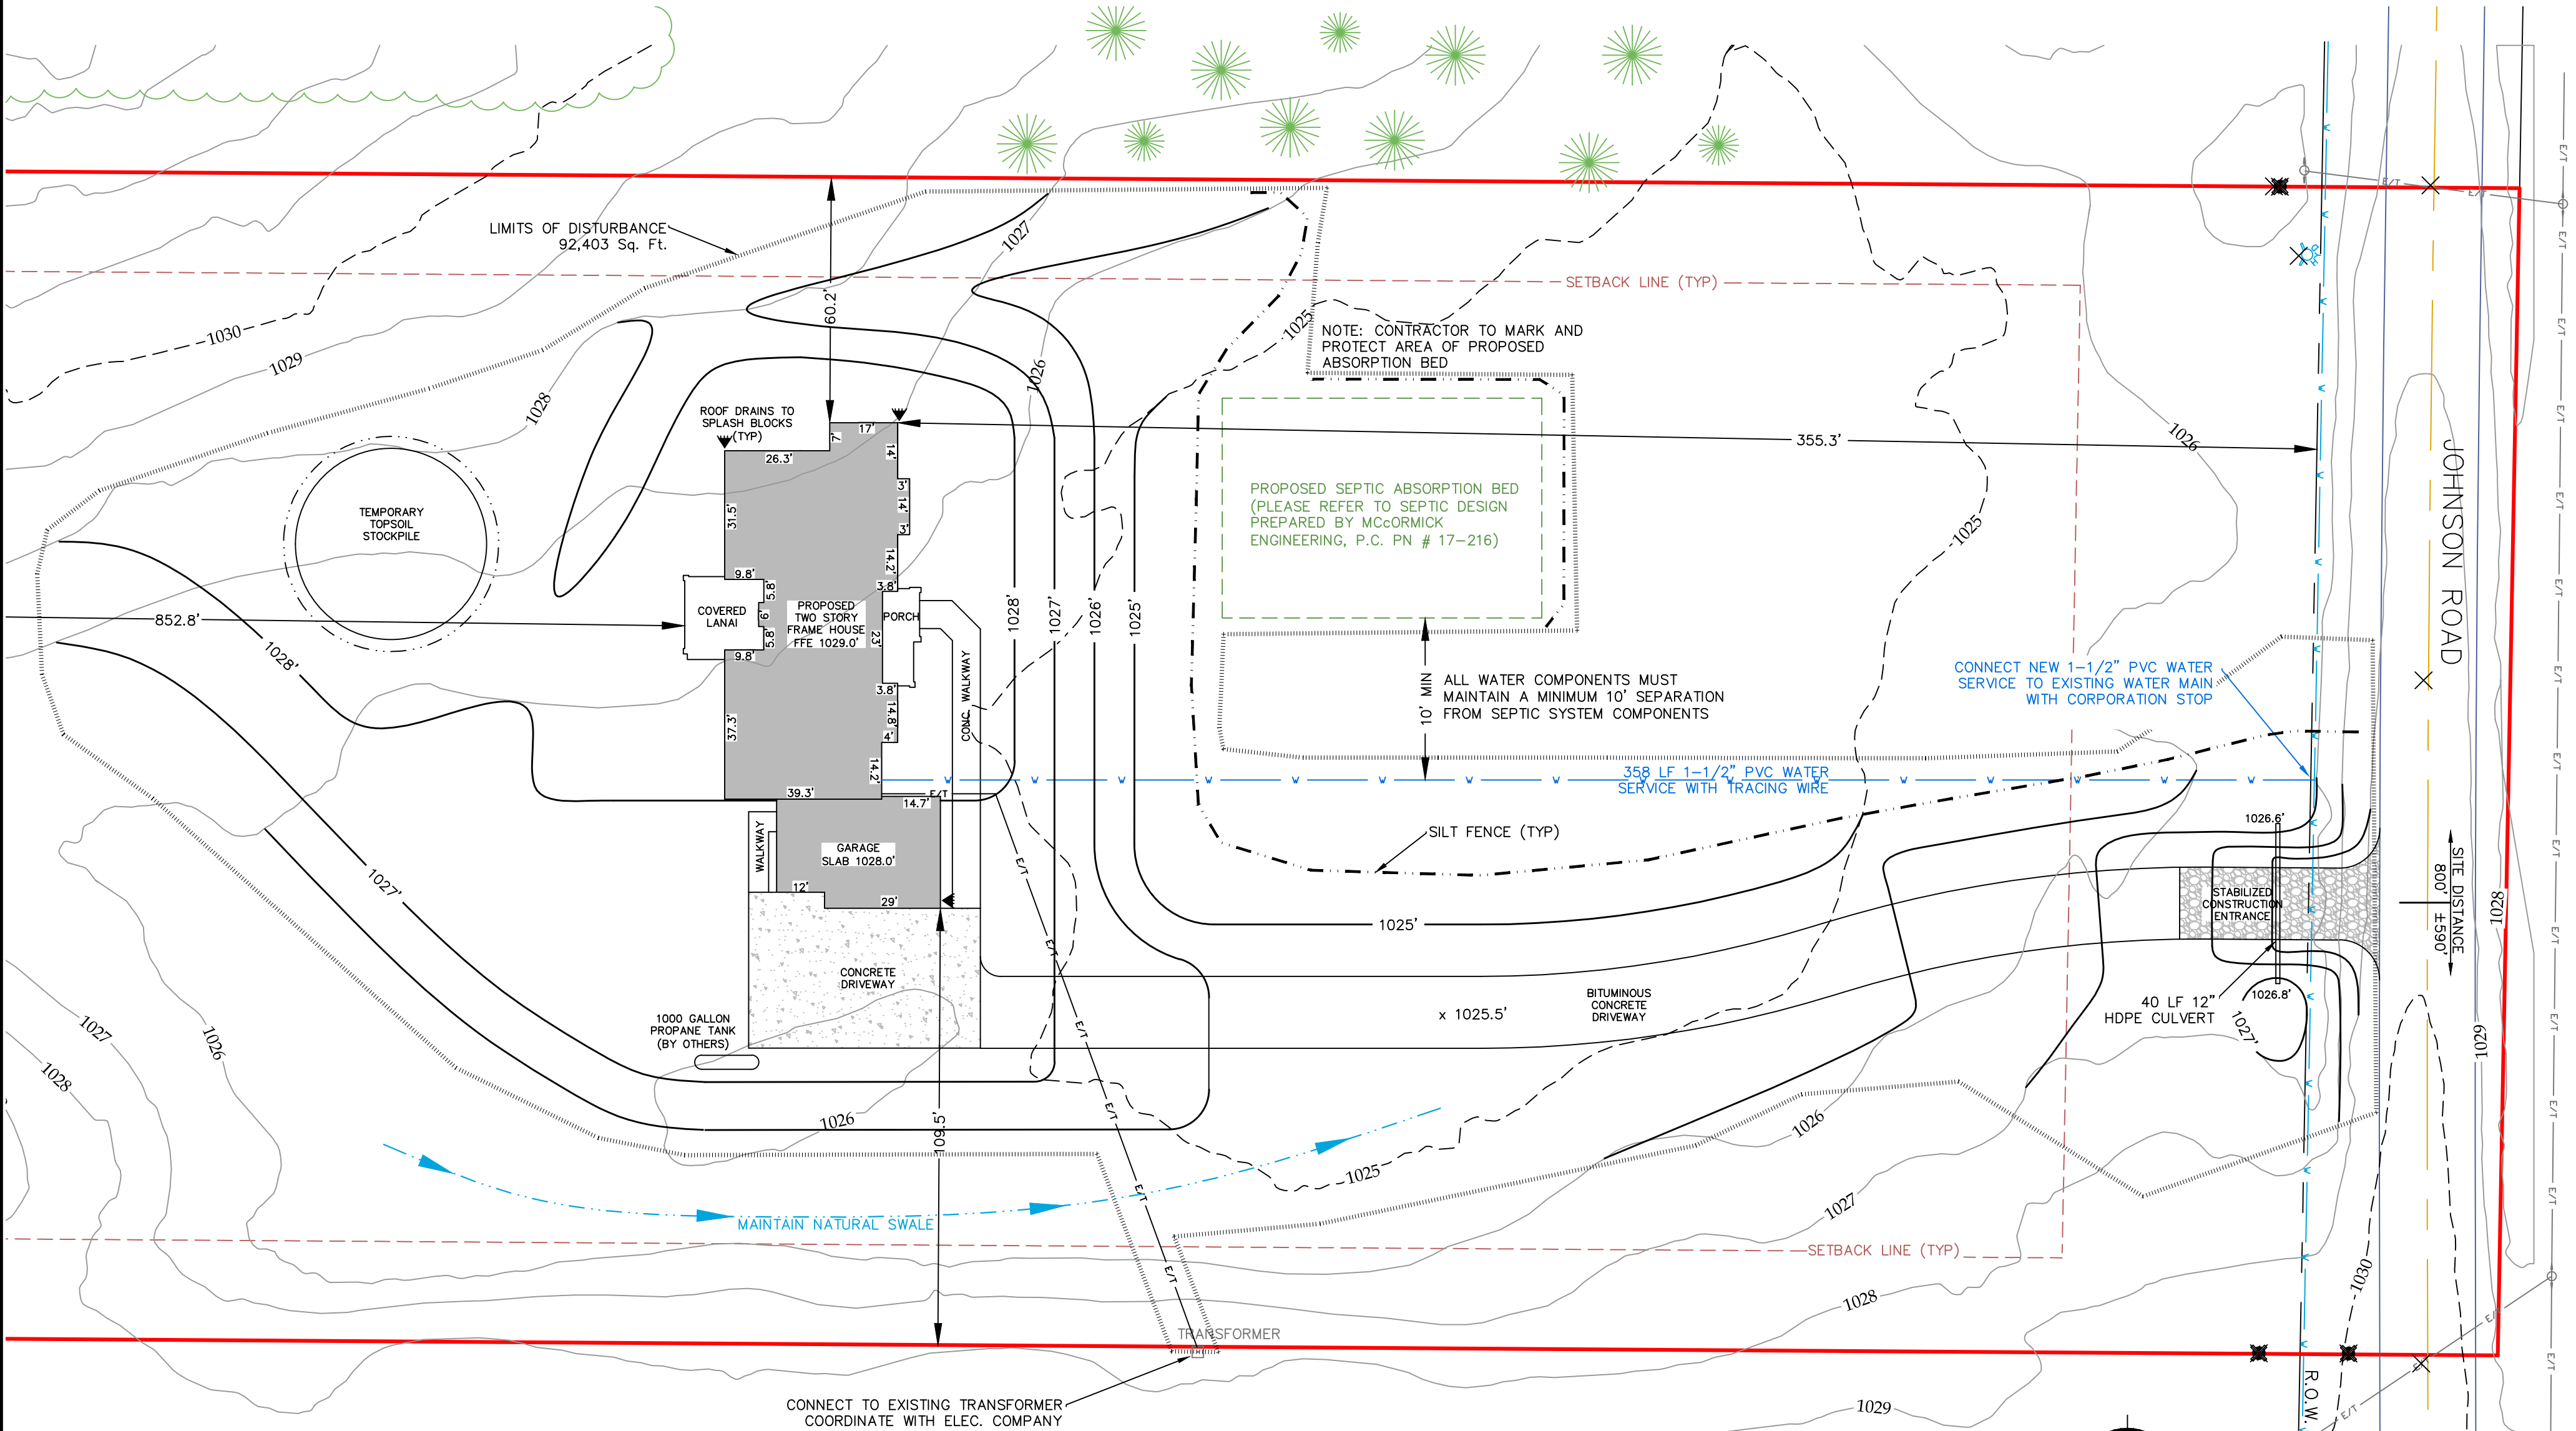 LIMITS OF DISTURBANCE
92,403 Sq. Ft.
SETBACK LINE (TYP)
1030
1029
1028
1027
1026
1025
60.2'
NOTE: CONTRACTOR TO MARK AND
PROTECT AREA OF PROPOSED
ABSORPTION BED
ROOF DRAINS TO
SPLASH BLOCKS
(TYP)
17'
7'
26.3'
14'
3'
14'
3'
14.2'
31.5'
355.3'
1026
JOHNSON ROAD
TEMPORARY
TOPSOIL
STOCKPILE
PROPOSED SEPTIC ABSORPTION BED
(PLEASE REFER TO SEPTIC DESIGN
PREPARED BY MCcORMICK
ENGINEERING, P.C. PN # 17-216)
1025
9.8'
5.8'
6'
5.8'
9.8'
3.8'
COVERED
LANAI
PROPOSED
TWO STORY
FRAME HOUSE
FFE 1029.0'
PORCH
23'
852.8'
1028'
1028'
1027'
1026'
1025'
CONC. WALKWAY
3.8'
14.8'
4'
14.2'
37.3'
39.3'
10' MIN
ALL WATER COMPONENTS MUST
MAINTAIN A MINIMUM 10' SEPARATION
FROM SEPTIC SYSTEM COMPONENTS
CONNECT NEW 1-1/2" PVC WATER
SERVICE TO EXISTING WATER MAIN
WITH CORPORATION STOP
W W W W W W W W W W W W W W W W
358 LF 1-1/2" PVC WATER
SERVICE WITH TRACING WIRE
E/T
14.7'
WALKWAY
GARAGE
SLAB 1028.0'
12'
29'
SILT FENCE (TYP)
1027'
1025'
1026.6'
STABILIZED
CONSTRUCTION
ENTRANCE
SITE DISTANCE
800' ±590'
1028
CONCRETE
DRIVEWAY
x 1025.5'
BITUMINOUS
CONCRETE
DRIVEWAY
40 LF 12"
HDPE CULVERT
1026.8'
1027'
1029
1000 GALLON
PROPANE TANK
(BY OTHERS)
1027
1026
1028
1026
109.5'
E/T
E/T
E/T
E/T
E/T
E/T
1025
1026
1027
MAINTAIN NATURAL SWALE
SETBACK LINE (TYP)
1028
1030
TRANSFORMER
CONNECT TO EXISTING TRANSFORMER
COORDINATE WITH ELEC. COMPANY
1029
R.O.W.
E/T
E/T